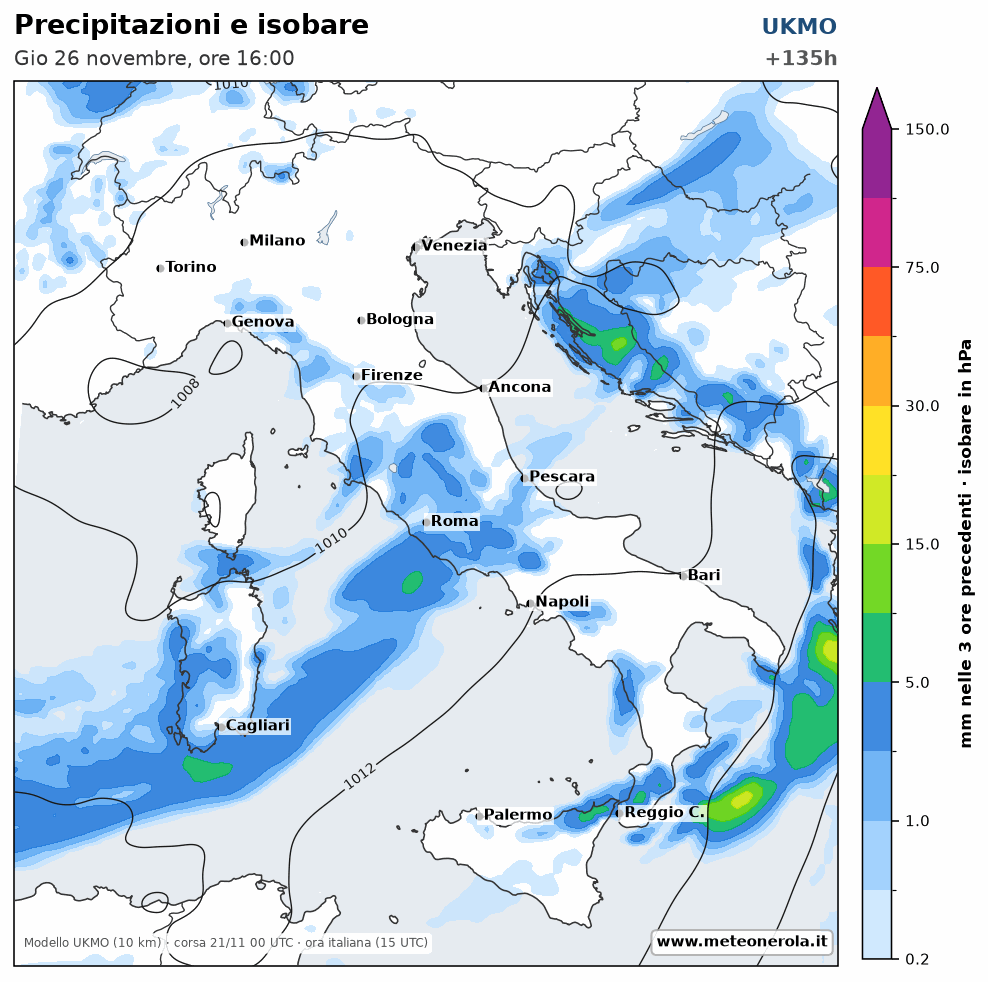 Precipitazioni e isobare
UKMO
Gio 26 novembre, ore 16:00
+135h
1010
150.0
Milano
Venezia
Torino
75.0
Genova
Bologna
Firenze
Ancona
1008
30.0
Pescara
Roma
1010
15.0
Bari
Napoli
5.0
Cagliari
1012
Palermo
Reggio C.
1.0
mm nelle 3 ore precedenti · isobare in hPa
Modello UKMO (10 km) · corsa 21/11 00 UTC · ora italiana (15 UTC)
www.meteonerola.it
0.2